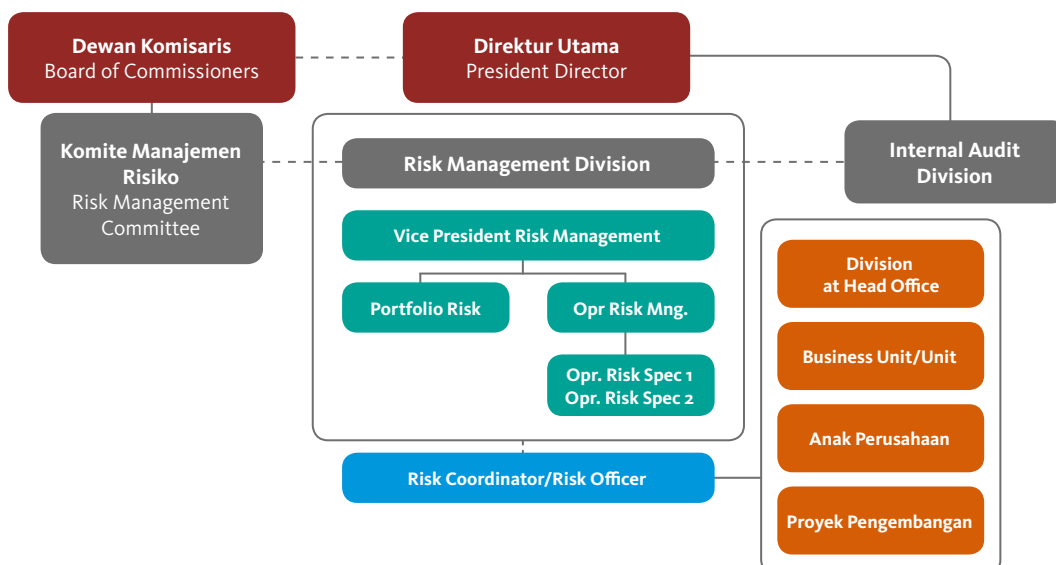 Dewan Komisaris
Board of Commissioners
Direktur Utama
President Director
Komite Manajemen
Risiko
Risk Management
Committee
Risk Management Division
Internal Audit
Division
Vice President Risk Management
Portfolio Risk
Opr Risk Mng.
Opr. Risk Spec 1
Opr. Risk Spec 2
Risk Coordinator/Risk Officer
Division
at Head Office
Business Unit/Unit
Anak Perusahaan
Proyek Pengembangan